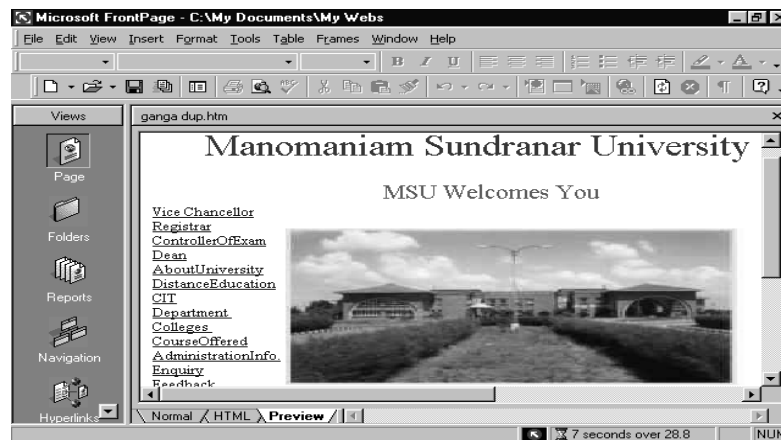 Microsoft FrontPage - C:\My Documents\My Webs
File Edit View Insert Format Tools Table Frames Window Help
B I U
Views
ganga dup.htm
Page
Folders
Reports
Navigation
Hyperlinks
Manomaniam Sundranar University
MSU Welcomes You
Vice Chancellor
Registrar
ControllerOfExam
Dean
AboutUniversity
DistanceEducation
CIT
Department
Colleges
CourseOffered
AdministrationInfo.
Enquiry
Feedback
Normal HTML Preview
7 seconds over 28.8 NUM